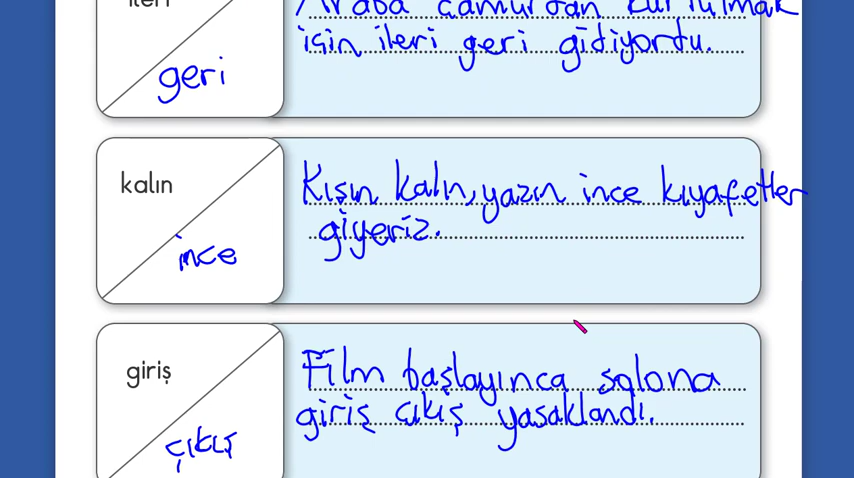 ileri
Araba çamurdan kurtulmak
için ileri geri gidiyordu.
geri
kalın
Kışın kalın, yazın ince kıyafetler
giyeriz.
ince
giriş
Film başlayınca salona
giriş çıkış yasaklandı.
çıkış